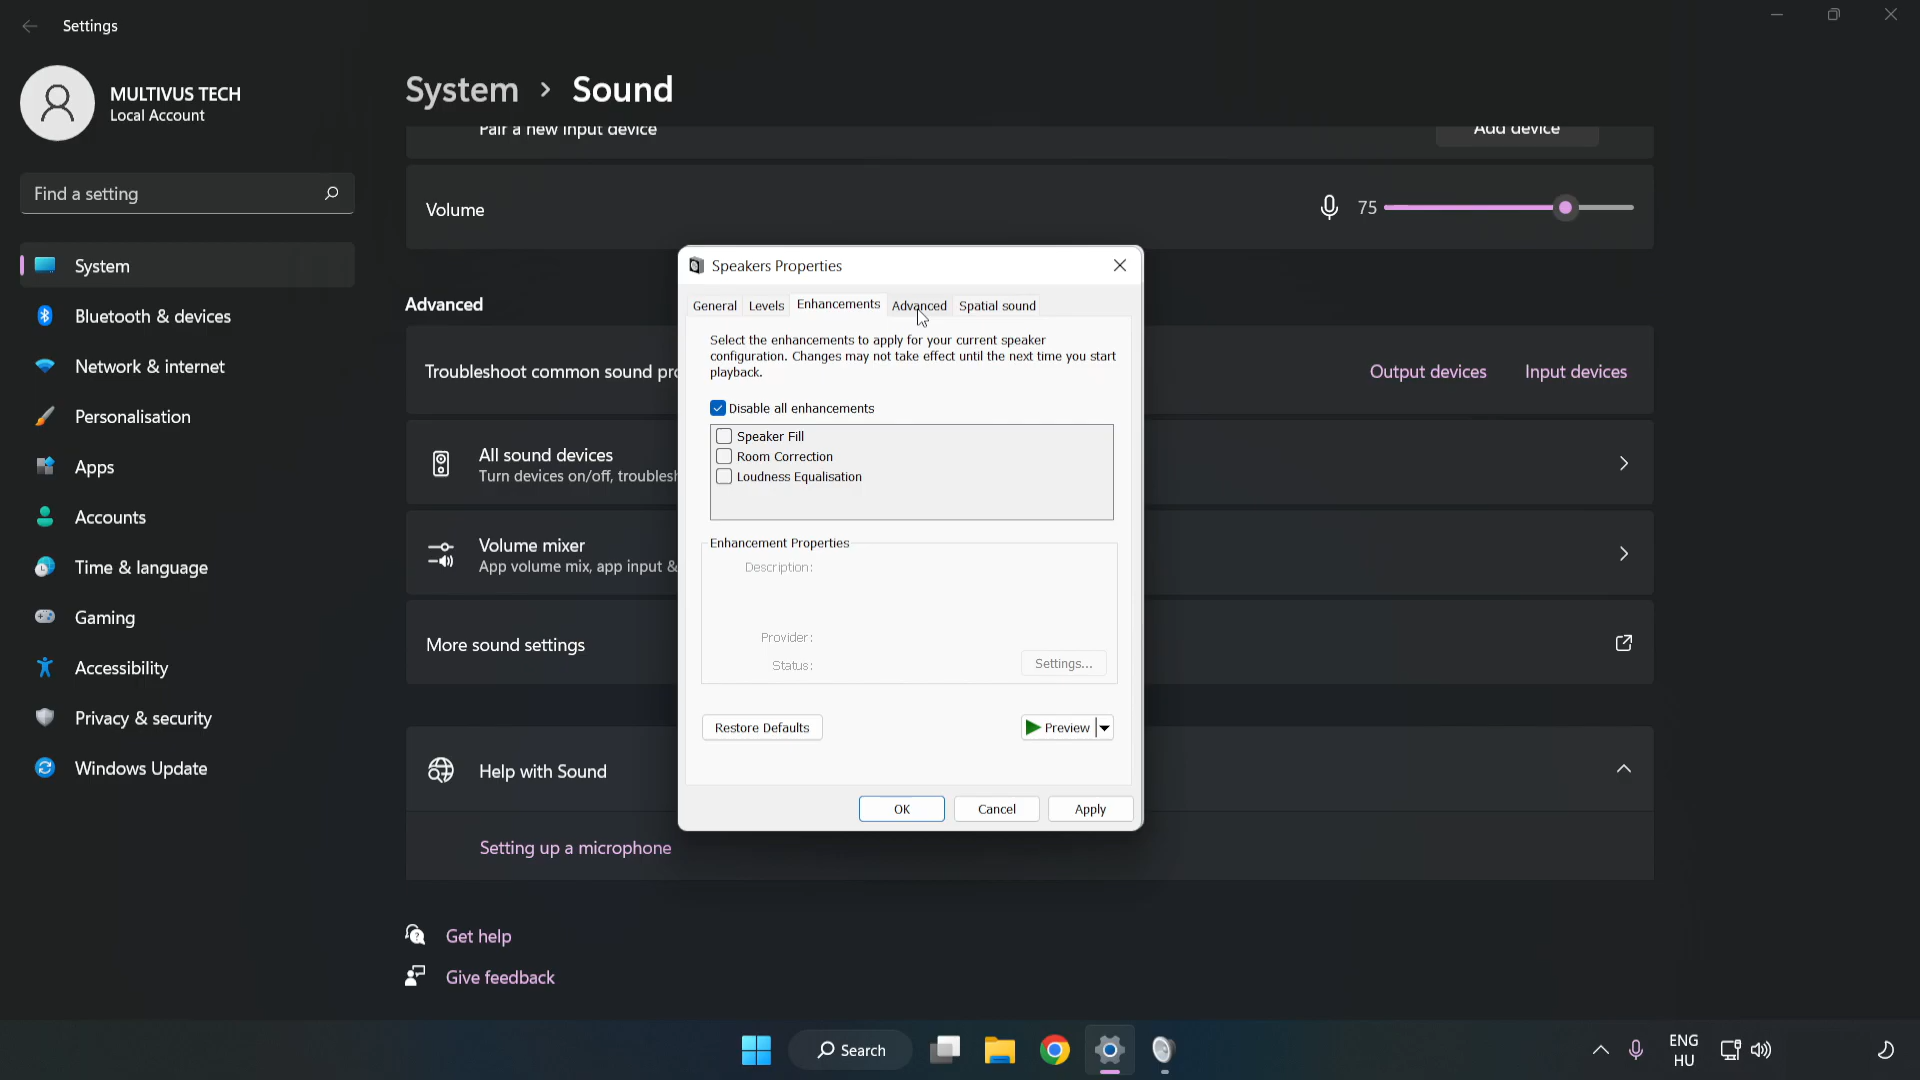 Settings
MULTIVUS TECH
Local Account
Find a setting
System
Bluetooth & devices
Network & internet
Personalisation
Apps
Accounts
Time & language
Gaming
Accessibility
Privacy & security
Windows Update
System > Sound
Pair a new input device
Add device
Volume
75
Advanced
Troubleshoot common sound pro
Output devices
Input devices
All sound devices
Turn devices on/off, troublesh
Volume mixer
App volume mix, app input &
More sound settings
Help with Sound
Setting up a microphone
Get help
Give feedback
Speakers Properties
General
Levels
Enhancements
Advanced
Spatial sound
Select the enhancements to apply for your current speaker
configuration. Changes may not take effect until the next time you start
playback.
Disable all enhancements
Speaker Fill
Room Correction
Loudness Equalisation
Enhancement Properties
Description:
Provider:
Status:
Settings...
Restore Defaults
Preview
OK
Cancel
Apply
Search
ENG
HU